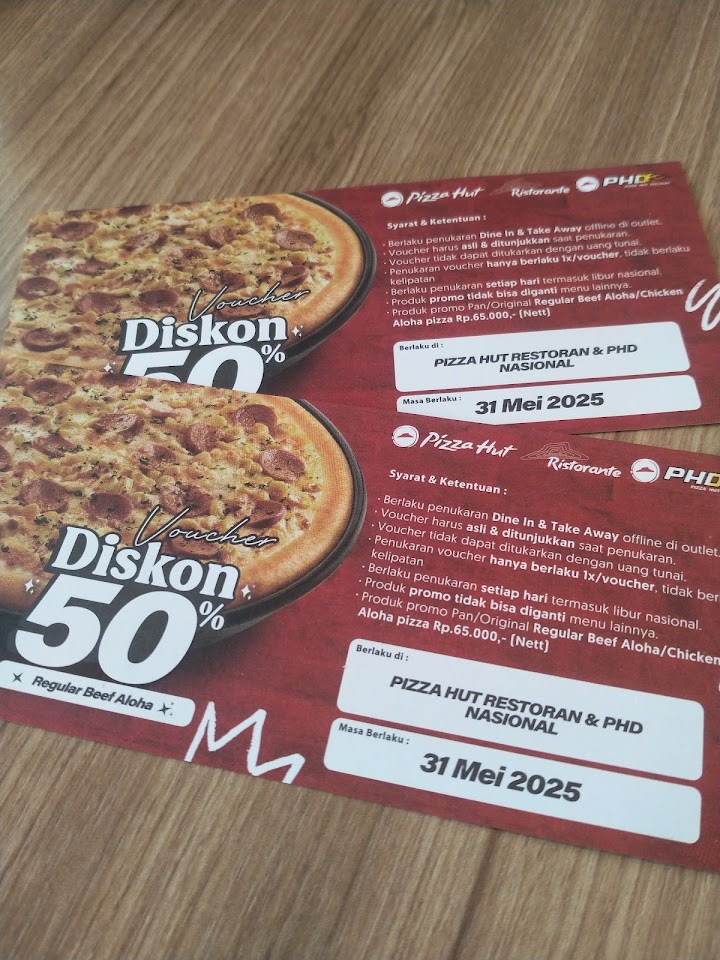 Pizza Hut
Ristorante
PHD
Syarat & Ketentuan :
· Berlaku penukaran Dine In & Take Away offline di outlet.
· Voucher harus asli & ditunjukkan saat penukaran.
· Voucher tidak dapat ditukarkan dengan uang tunai.
· Penukaran voucher hanya berlaku 1x/voucher, tidak berlaku
kelipatan
· Berlaku penukaran setiap hari termasuk libur nasional.
· Produk promo tidak bisa diganti menu lainnya.
· Produk promo Pan/Original Regular Beef Aloha/Chicken
Aloha pizza Rp.65.000,- (Nett)
Voucher
Diskon
50%
Berlaku di :
PIZZA HUT RESTORAN & PHD
NASIONAL
Masa Berlaku :
31 Mei 2025
Pizza Hut
Ristorante
PHD
Syarat & Ketentuan :
· Berlaku penukaran Dine In & Take Away offline di outlet.
· Voucher harus asli & ditunjukkan saat penukaran.
· Voucher tidak dapat ditukarkan dengan uang tunai.
· Penukaran voucher hanya berlaku 1x/voucher, tidak ber
kelipatan
· Berlaku penukaran setiap hari termasuk libur nasional.
· Produk promo tidak bisa diganti menu lainnya.
· Produk promo Pan/Original Regular Beef Aloha/Chicken
Aloha pizza Rp.65.000,- (Nett)
Voucher
Diskon
50%
Regular Beef Aloha
Berlaku di :
PIZZA HUT RESTORAN & PHD
NASIONAL
Masa Berlaku :
31 Mei 2025